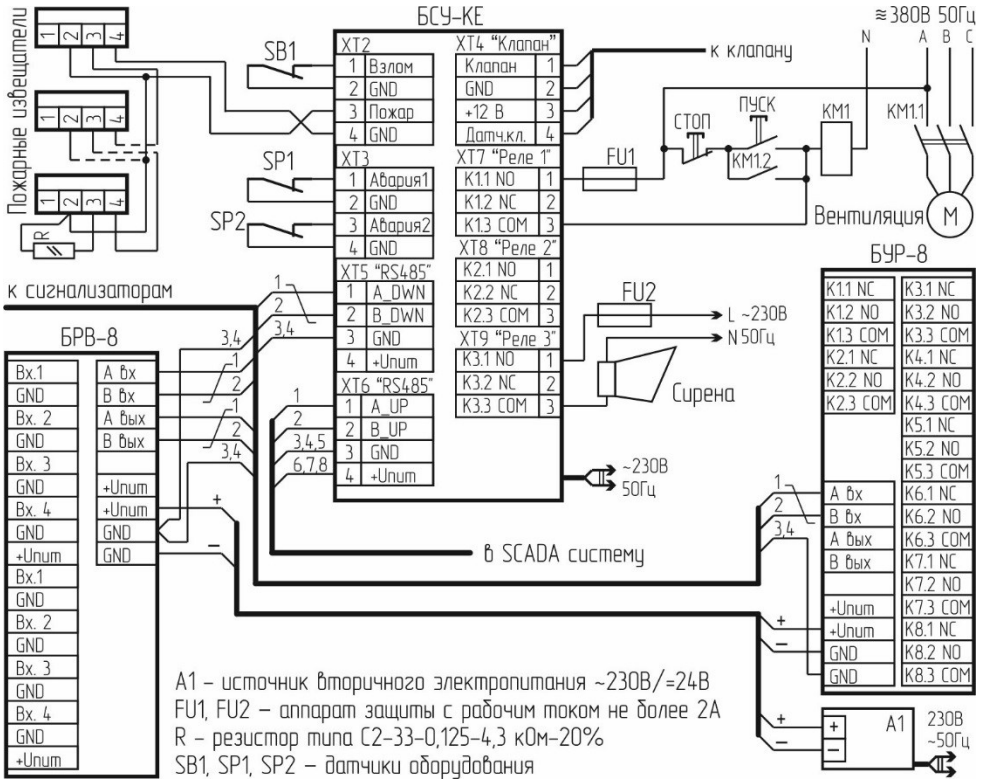 БСУ-КЕ
≂ 380В 50Гц
N A B C
Пожарные извещатели
1 2 3 4
1 2 3 4
1 2 3 4
R
SB1
SP1
SP2
XT2
1 Взлом
2 GND
3 Пожар
4 GND
XT3
1 Авария1
2 GND
3 Авария2
4 GND
XT5 "RS485"
1 A_DWN
2 B_DWN
3 GND
4 +Uпит
XT6 "RS485"
1 A_UP
2 B_UP
3 GND
4 +Uпит
XT4 "Клапан"
Клапан 1
GND 2
+12 В 3
Датч.кл. 4
XT7 "Реле 1"
K1.1 NO 1
K1.2 NC 2
K1.3 COM 3
XT8 "Реле 2"
K2.1 NO 1
K2.2 NC 2
K2.3 COM 3
XT9 "Реле 3"
K3.1 NO 1
K3.2 NC 2
K3.3 COM 3
к клапану
СТОП
ПУСК
KM1
KM1.1
KM1.2
FU1
Вентиляция
M
FU2
L ~230В
N 50Гц
Сирена
~230В
50Гц
к сигнализаторам
1
2
3,4
3,4
1
2
1
2
3,4
1
2
3,4,5
6,7,8
в SCADA систему
БРВ-8
Вх.1
GND
Вх. 2
GND
Вх. 3
GND
Вх. 4
GND
+Uпит
Вх.1
GND
Вх. 2
GND
Вх. 3
GND
Вх. 4
GND
+Uпит
А вх
В вх
А вых
В вых
+Uпит
+Uпит
GND
GND
+
−
БУР-8
K1.1 NC
K1.2 NO
K1.3 COM
K2.1 NC
K2.2 NO
K2.3 COM
K3.1 NC
K3.2 NO
K3.3 COM
K4.1 NC
K4.2 NO
K4.3 COM
K5.1 NC
K5.2 NO
K5.3 COM
K6.1 NC
K6.2 NO
K6.3 COM
K7.1 NC
K7.2 NO
K7.3 COM
K8.1 NC
K8.2 NO
K8.3 COM
1
2
3,4
А вх
В вх
А вых
В вых
+Uпит
+Uпит
GND
GND
+
−
+
−
+
−
A1
230В
~50Гц
A1 – источник вторичного электропитания ~230В/=24В
FU1, FU2 – аппарат защиты с рабочим током не более 2А
R – резистор типа С2-33-0,125-4,3 кОм-20%
SB1, SP1, SP2 – датчики оборудования